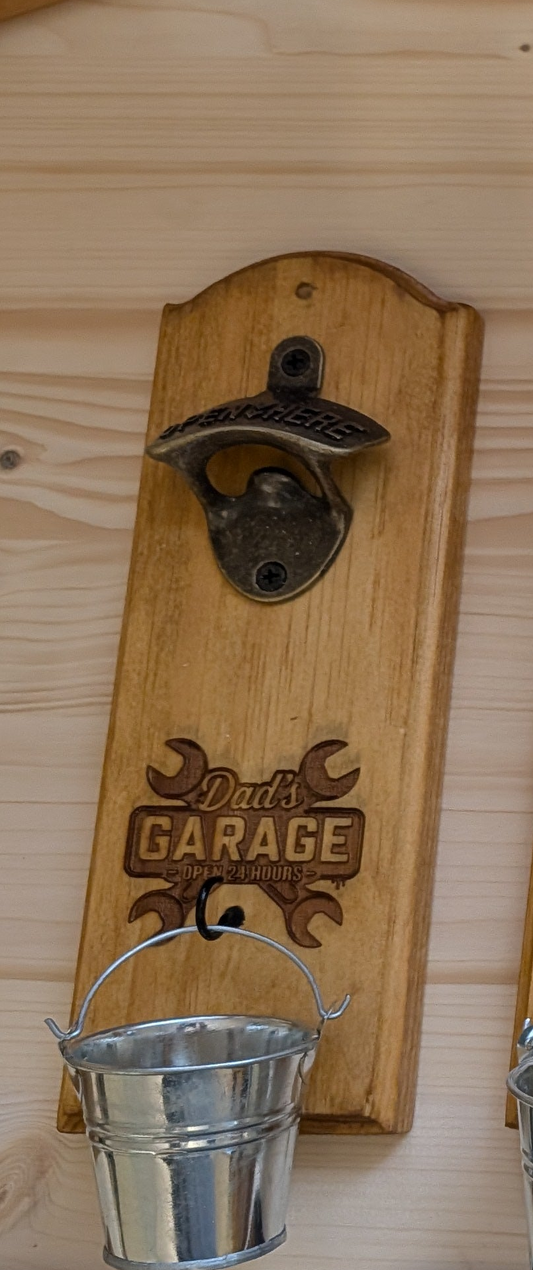 OPEN HERE
Dad's
GARAGE
- OPEN 24 HOURS -